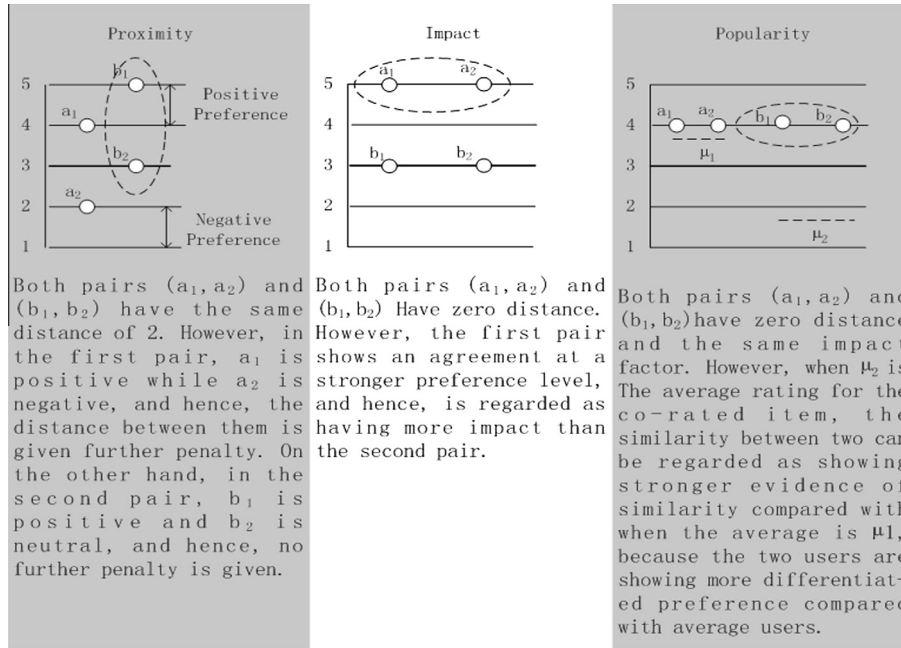 Proximity
5
4
3
2
1
b₁
a₁
b₂
a₂
Positive
Preference
Negative
Preference
Both pairs (a₁,a₂) and
(b₁,b₂) have the same
distance of 2. However, in
the first pair, a₁ is
positive while a₂ is
negative, and hence, the
distance between them is
given further penalty. On
the other hand, in the
second pair, b₁ is
positive and b₂ is
neutral, and hence, no
further penalty is given.
Impact
5
4
3
2
1
a₁
a₂
b₁
b₂
Both pairs (a₁,a₂) and
(b₁,b₂) Have zero distance.
However, the first pair
shows an agreement at a
stronger preference level,
and hence, is regarded as
having more impact than
the second pair.
Popularity
5
4
3
2
1
a₁
a₂
b₁
b₂
μ₁
μ₂
Both pairs (a₁,a₂) and
(b₁,b₂)have zero distance
and the same impact
factor. However, when μ₂ is
The average rating for the
co-rated item, the
similarity between two can
be regarded as showing
stronger evidence of
similarity compared with
when the average is μ1,
because the two users are
showing more differentiat-
ed preference compared
with average users.